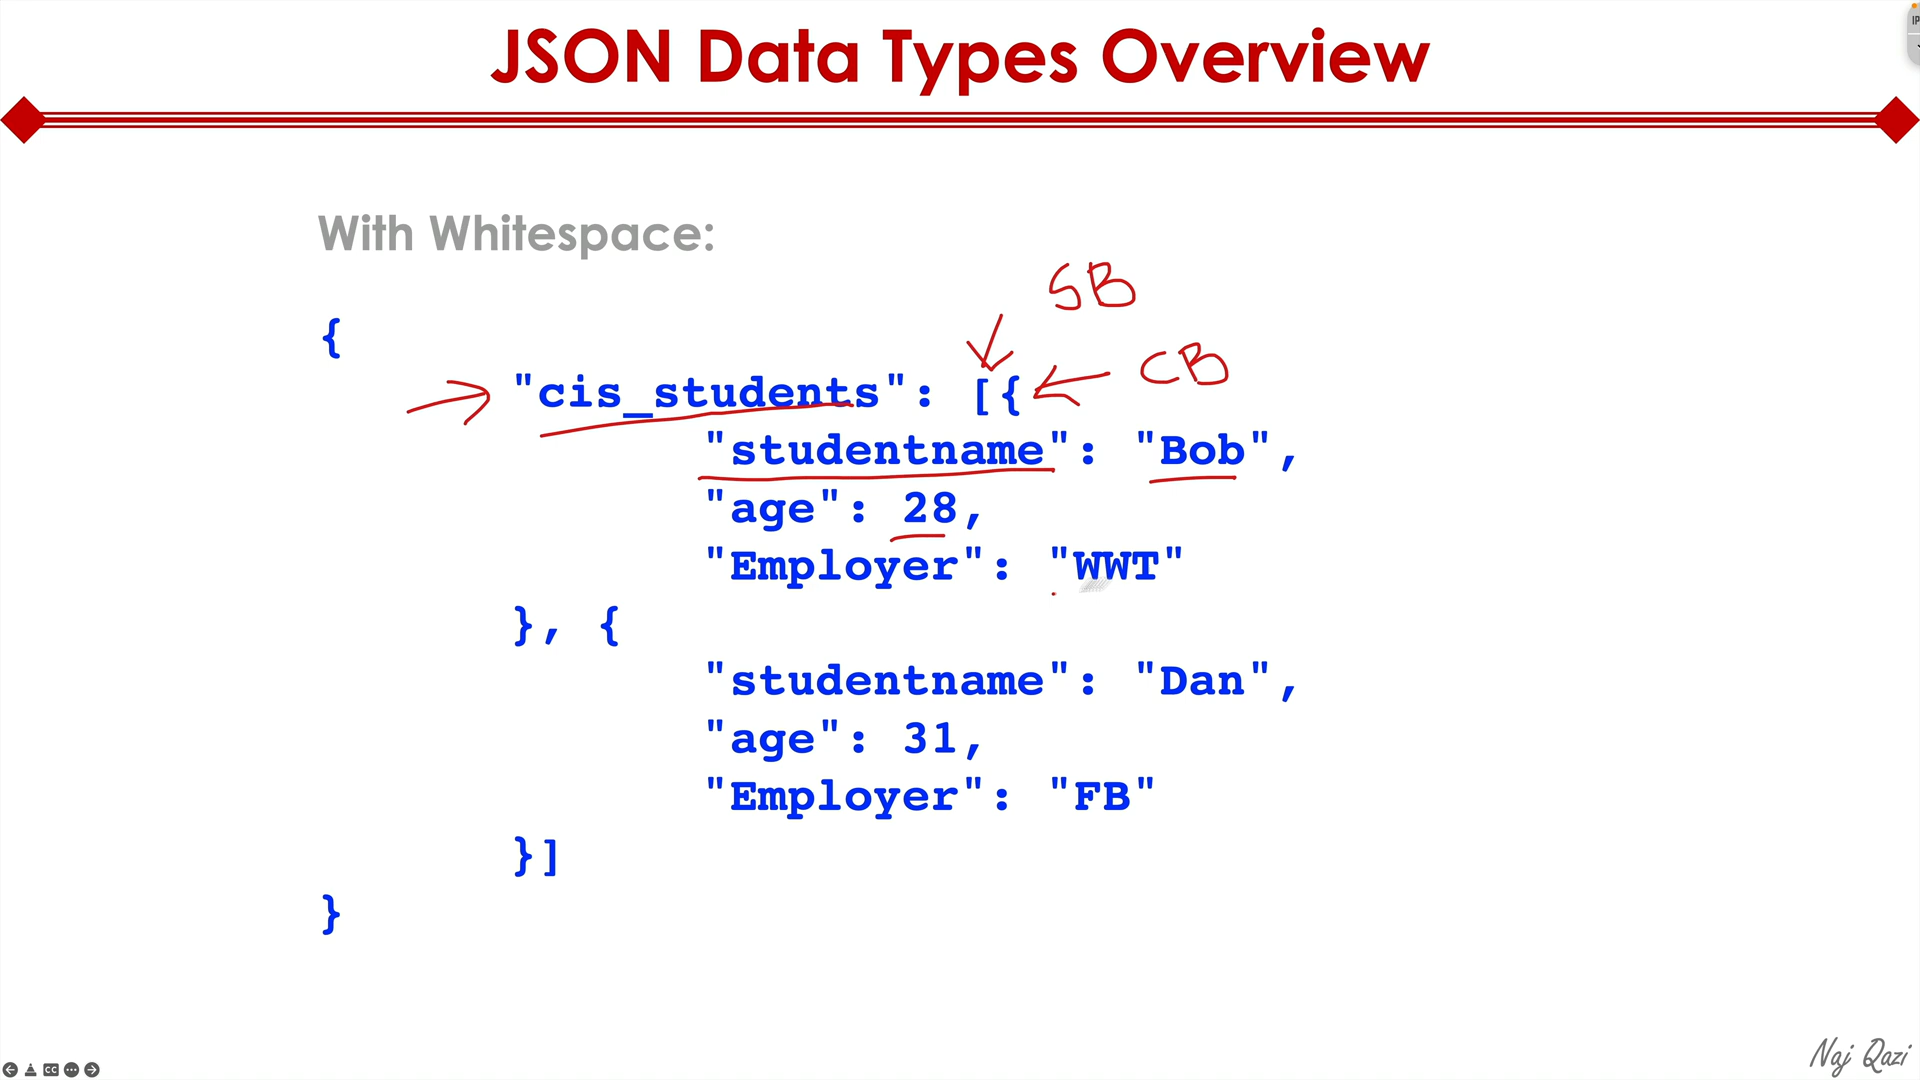 JSON Data Types Overview
With Whitespace:
SB
{
CB
"cis_students": [{
"studentname": "Bob",
"age": 28,
"Employer": "WWT"
}, {
"studentname": "Dan",
"age": 31,
"Employer": "FB"
}]
}
Naj Qazi
CC